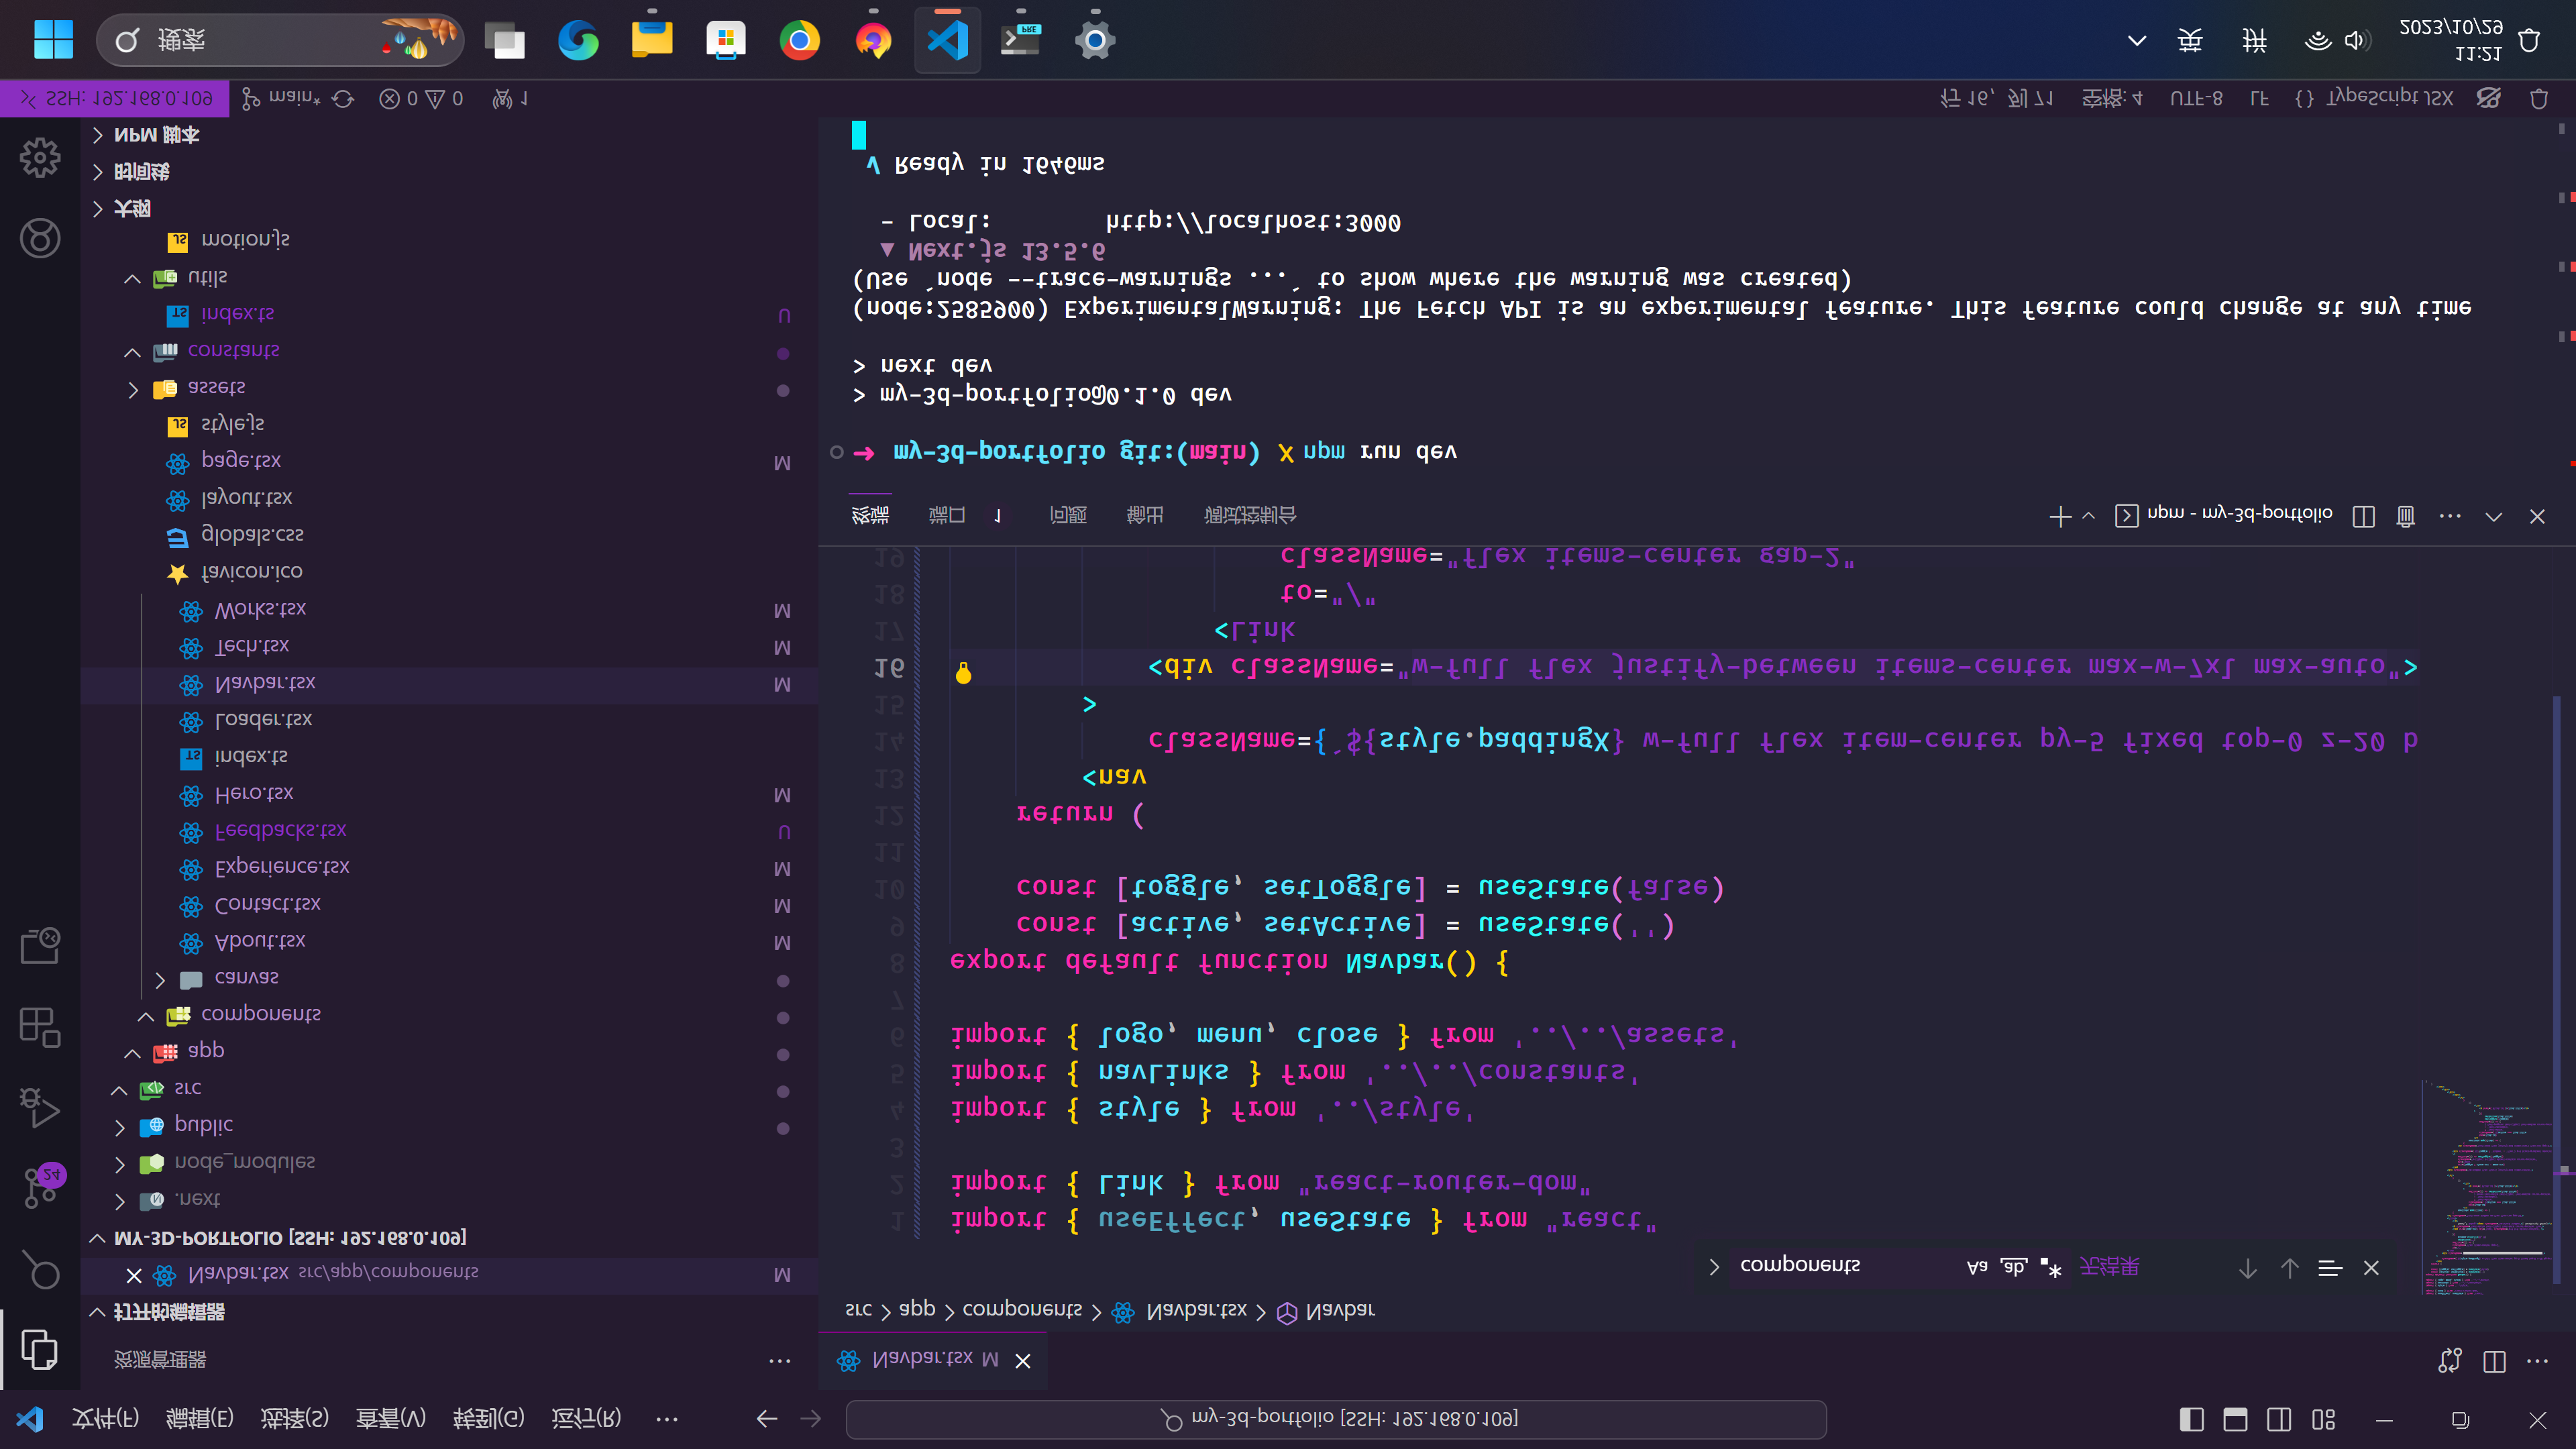 文件(F) 编辑(E) 选择(S) 查看(V) 转到(G) 运行(R) ···
my-3d-portfolio [SSH: 192.168.0.109]
资源管理器
打开的编辑器
Navbar.tsx src/app/components M
MY-3D-PORTFOLIO [SSH: 192.168.0.109]
.next
node_modules
public
src
app
components
canvas
About.tsx M
Contact.tsx M
Experience.tsx M
Feedbacks.tsx U
Hero.tsx M
index.ts
Loader.tsx
Navbar.tsx M
Tech.tsx M
Works.tsx M
favicon.ico
globals.css
layout.tsx
page.tsx M
style.js
assets
constants
index.ts U
utils
motion.js
大纲
时间线
NPM 脚本
24
Navbar.tsx M
src > app > components > Navbar.tsx > Navbar
components Aa ab 无结果
1 import { useEffect, useState } from "react"
2 import { Link } from "react-router-dom"
3
4 import { style } from '../style'
5 import { navLinks } from '../../constants'
6 import { logo, menu, close } from '../../assets'
7
8 export default function Navbar() {
9 const [active, setActive] = useState('')
10 const [toggle, setToggle] = useState(false)
11
12 return (
13 <nav
14 className={`${style.paddingX} w-full flex item-center py-5 fixed top-0 z-20 b
15 >
16 <div className="w-full flex justify-between items-center max-w-7xl max-auto">
17 <Link
18 to="/"
19 className="flex items-center gap-2"
终端 端口 1 问题 输出 调试控制台
npm - my-3d-portfolio
➜ my-3d-portfolio git:(main) ✗ npm run dev
> my-3d-portfolio@0.1.0 dev
> next dev
(node:2585900) ExperimentalWarning: The Fetch API is an experimental feature. This feature could change at any time
(Use `node --trace-warnings ...` to show where the warning was created)
▲ Next.js 13.5.6
- Local: http://localhost:3000
✓ Ready in 1646ms
SSH: 192.168.0.109 main* 0 0 1
行 16，列 71 空格: 4 UTF-8 LF {} TypeScript JSX
搜索
PRE
英 拼
11:21
2023/10/29